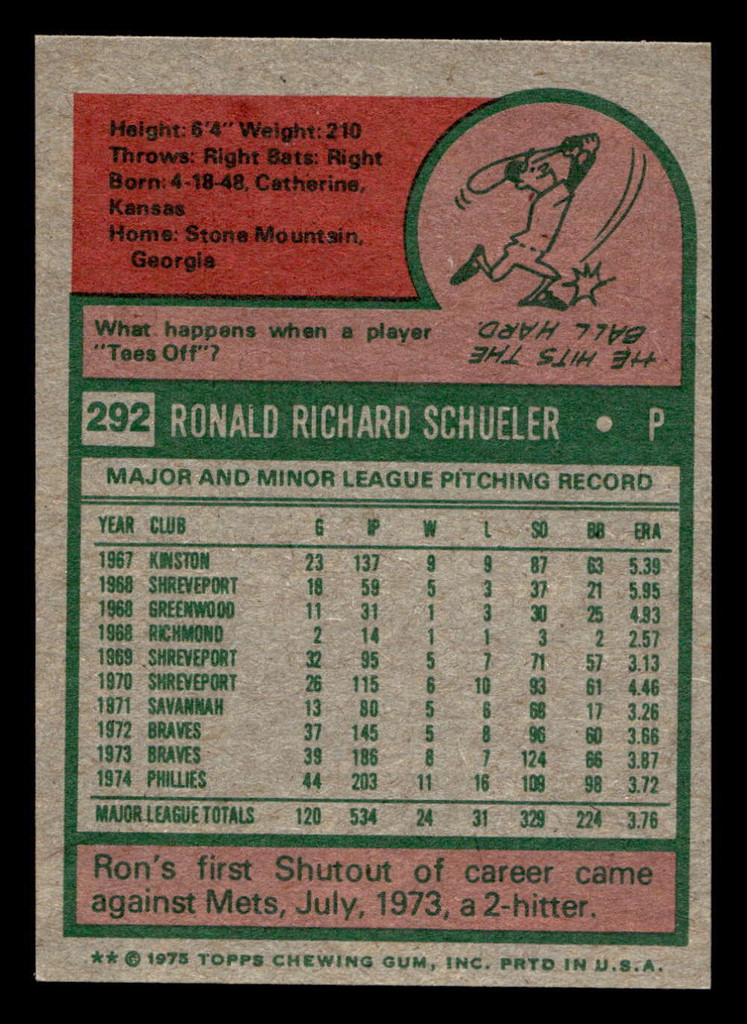 Height: 6'4" Weight: 210
Throws: Right Bats: Right
Born: 4-18-48, Catherine,
Kansas
Home: Stone Mountain,
Georgia
What happens when a player
"Tees Off"?
HE HITS THE
BALL HARD.
292 RONALD RICHARD SCHUELER • P
MAJOR AND MINOR LEAGUE PITCHING RECORD
YEAR CLUB G IP W L SO BB ERA
1967 KINSTON 23 137 9 9 87 63 5.39
1968 SHREVEPORT 18 59 5 3 37 21 5.95
1968 GREENWOOD 11 31 1 3 30 25 4.93
1968 RICHMOND 2 14 1 1 3 2 2.57
1969 SHREVEPORT 32 95 5 7 71 57 3.13
1970 SHREVEPORT 26 115 6 10 93 61 4.46
1971 SAVANNAH 13 80 5 6 68 17 3.26
1972 BRAVES 37 145 5 8 96 60 3.66
1973 BRAVES 39 186 8 7 124 66 3.87
1974 PHILLIES 44 203 11 16 109 98 3.72
MAJOR LEAGUE TOTALS 120 534 24 31 329 224 3.76
Ron's first Shutout of career came
against Mets, July, 1973, a 2-hitter.
** © 1975 TOPPS CHEWING GUM, INC. PRTD IN U.S.A.